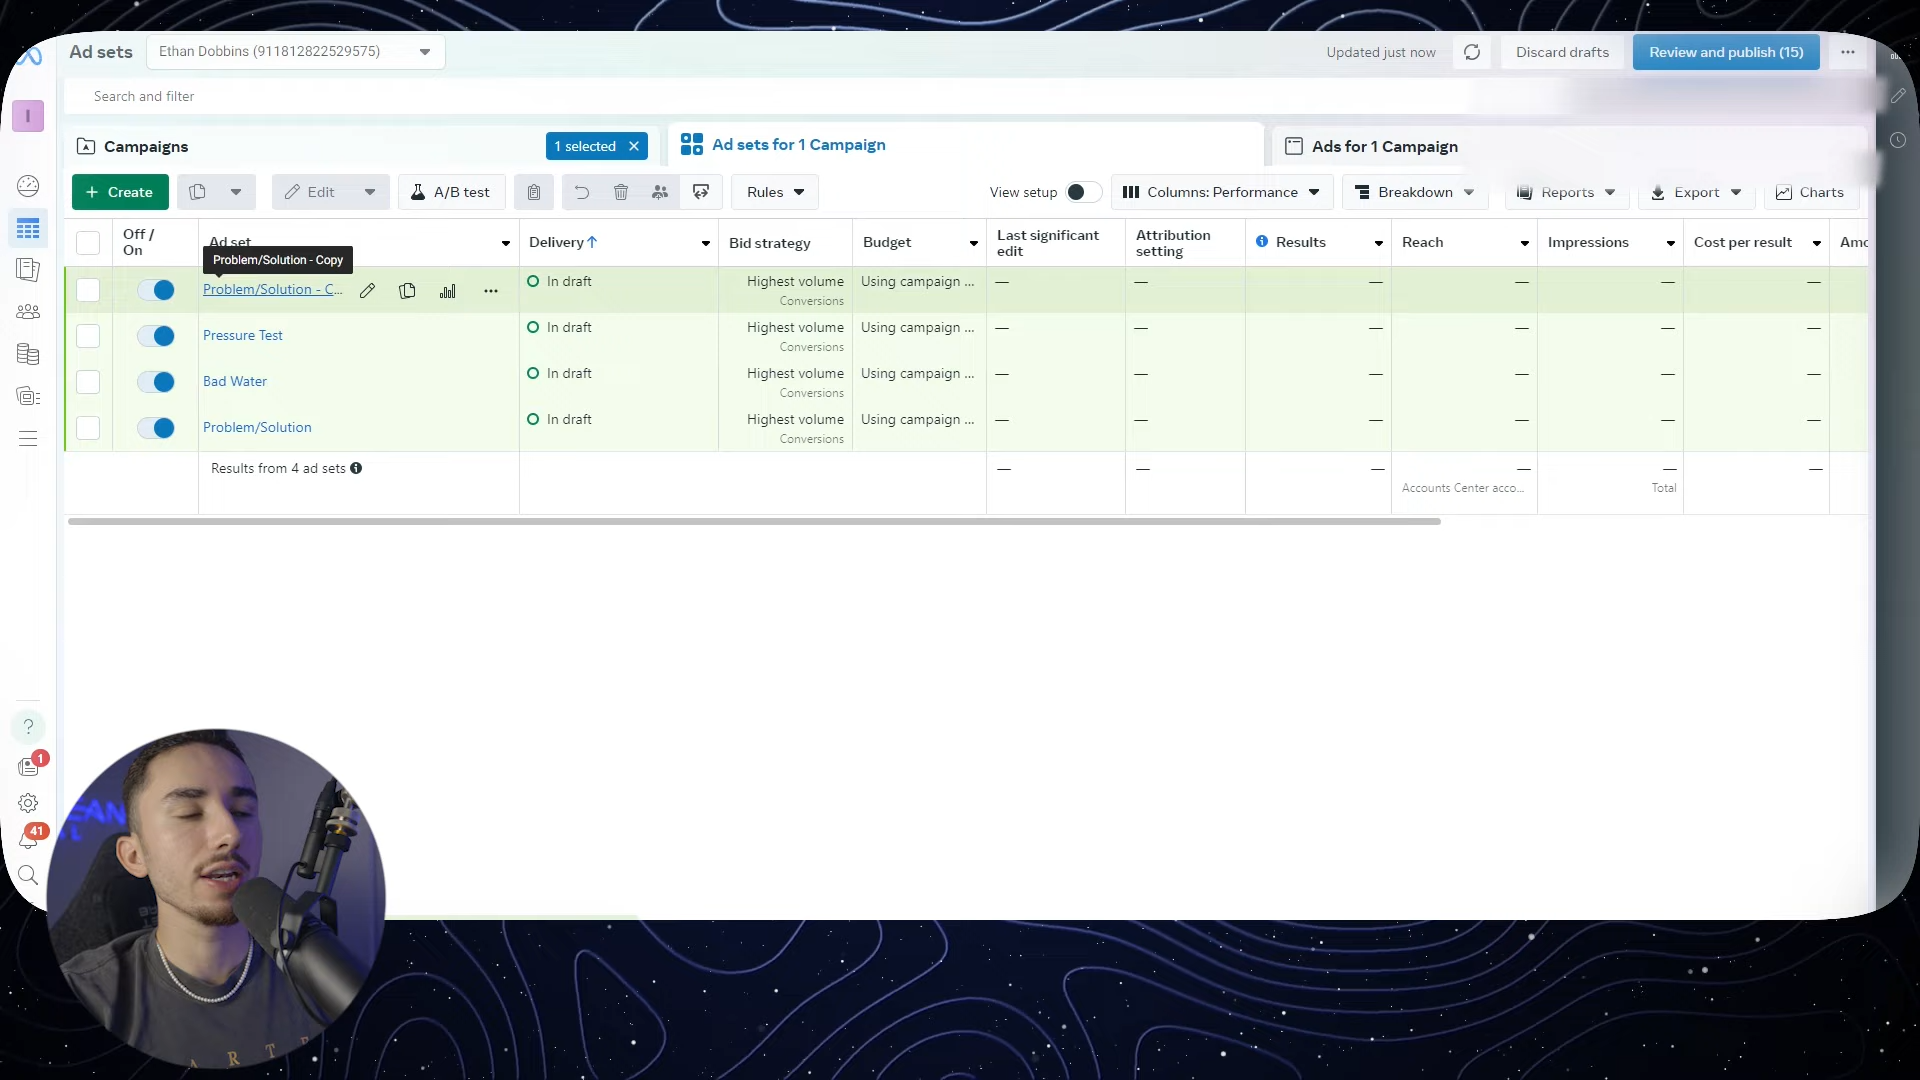 Ad sets
Ethan Dobbins (911812822529575)
Updated just now
Discard drafts
Review and publish (15)
I
Search and filter
Campaigns
1 selected
Ad sets for 1 Campaign
Ads for 1 Campaign
Create
Edit
A/B test
Rules
View setup
Columns: Performance
Breakdown
Reports
Export
Charts
Off / On
Ad set
Delivery
Bid strategy
Budget
Last significant edit
Attribution setting
Results
Reach
Impressions
Cost per result
Amo
Problem/Solution - Copy
Problem/Solution - C...
In draft
Highest volume
Conversions
Using campaign ...
— — — — — —
Pressure Test
In draft
Highest volume
Conversions
Using campaign ...
— — — — — —
Bad Water
In draft
Highest volume
Conversions
Using campaign ...
— — — — — —
Problem/Solution
In draft
Highest volume
Conversions
Using campaign ...
— — — — — —
Results from 4 ad sets
— — — — — —
Accounts Center acco...
Total
?
1
41